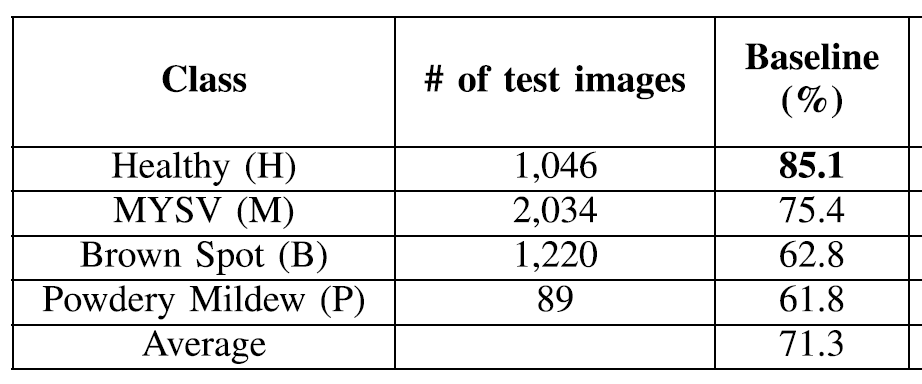 Class # of test images Baseline (%)
Healthy (H) 1,046 85.1
MYSV (M) 2,034 75.4
Brown Spot (B) 1,220 62.8
Powdery Mildew (P) 89 61.8
Average 71.3